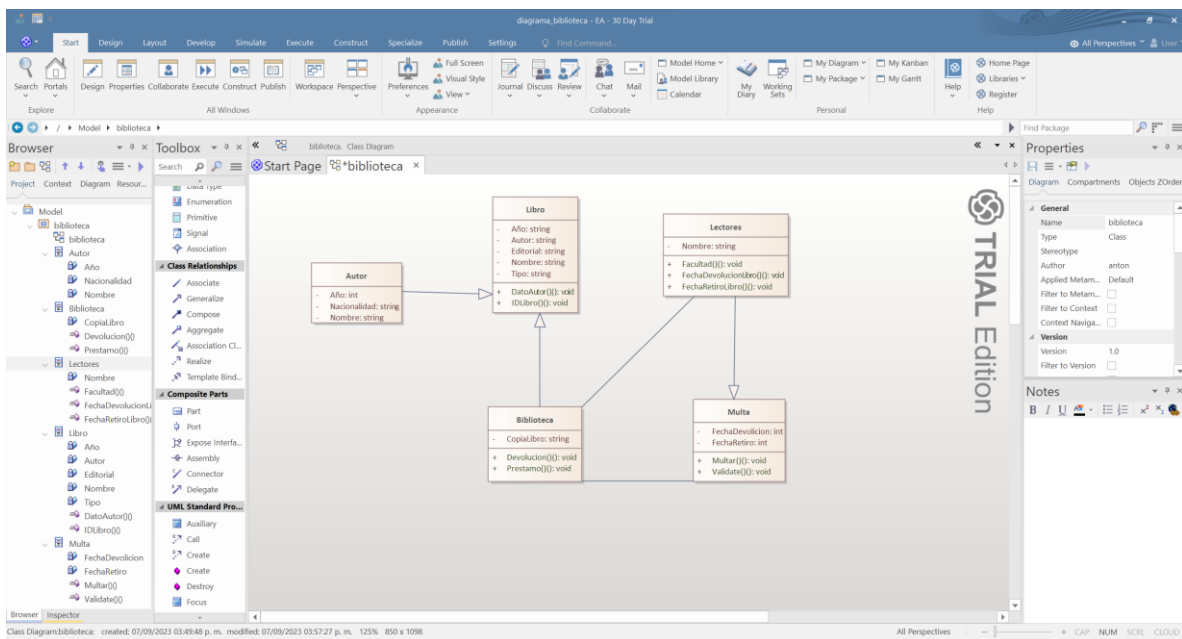 diagrama_biblioteca - EA - 30 Day Trial
Start Design Layout Develop Simulate Execute Construct Specialize Publish Settings Find Command... All Perspectives User
Search Portals Design Properties Collaborate Execute Construct Publish Workspace Perspective Preferences Full Screen Journal Discuss Review Chat Mail Model Home My Diary Working Sets My Diagram My Kanban Help Home Page
Visual Style Model Library My Package My Gantt Libraries
View Calendar Register
Explore All Windows Appearance Collaborate Personal Help
/ Model biblioteca Find Package
Browser Toolbox biblioteca. Class Diagram Properties
Search Start Page *biblioteca
Project Context Diagram Resour... Diagram Compartments Objects ZOrder
Model
biblioteca
biblioteca
Autor
Año
Nacionalidad
Nombre
Biblioteca
CopiaLibro
Devolucion()()
Prestamo()()
Lectores
Nombre
Facultad()()
FechaDevolucionLi
FechaRetiroLibro()(
Libro
Año
Autor
Editorial
Nombre
Tipo
DatoAutor()()
IDLibro()()
Multa
FechaDevolicion
FechaRetiro
Multar()()
Validate()()
Browser Inspector
Data Type
Enumeration
Primitive
Signal
Association
Class Relationships
Associate
Generalize
Compose
Aggregate
Association Cl...
Realize
Template Bind...
Composite Parts
Part
Port
Expose Interfa...
Assembly
Connector
Delegate
UML Standard Pro...
Auxiliary
Call
Create
Create
Destroy
Focus
Autor
- Año: int
- Nacionalidad: string
- Nombre: string
Libro
- Año: string
- Autor: string
- Editorial: string
- Nombre: string
- Tipo: string
+ DatoAutor()(): void
+ IDLibro()(): void
Lectores
- Nombre: string
+ Facultad()(): void
+ FechaDevolucionLibro()(): void
+ FechaRetiroLibro()(): void
Biblioteca
- CopiaLibro: string
+ Devolucion()(): void
+ Prestamo()(): void
Multa
- FechaDevolicion: int
- FechaRetiro: int
+ Multar()(): void
+ Validate()(): void
TRIAL Edition
General
Name biblioteca
Type Class
Stereotype
Author anton
Applied Metam... Default
Filter to Metam...
Filter to Context
Context Naviga...
Version
Version 1.0
Filter to Version
Notes
B I U A x² x₂
Class Diagram:biblioteca: created: 07/09/2023 03:49:48 p. m. modified: 07/09/2023 03:57:27 p. m. 125% 850 x 1098 All Perspectives CAP NUM SCRL CLOUD